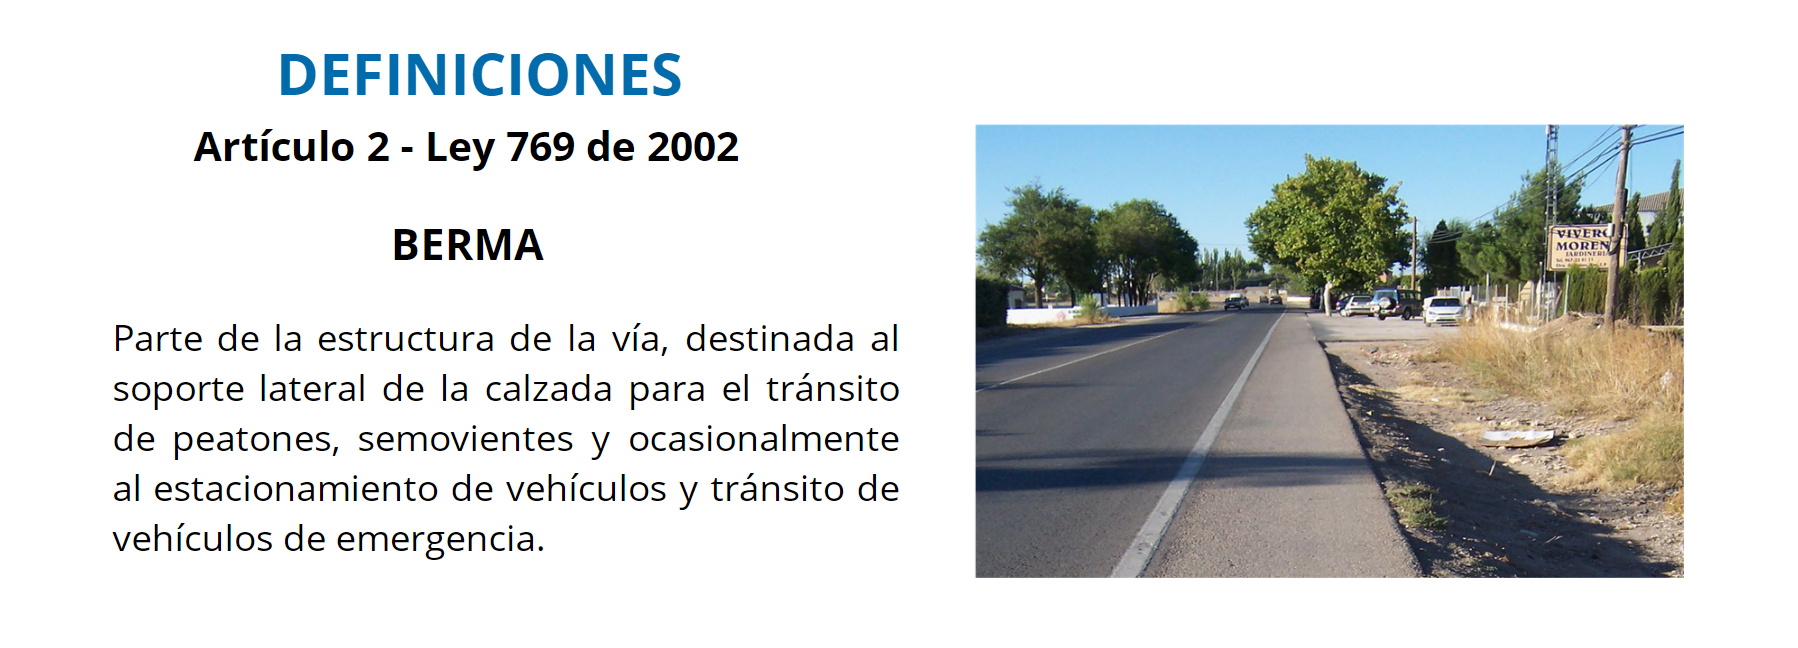 DEFINICIONES
Artículo 2 - Ley 769 de 2002
BERMA
Parte de la estructura de la vía, destinada al
soporte lateral de la calzada para el tránsito
de peatones, semovientes y ocasionalmente
al estacionamiento de vehículos y tránsito de
vehículos de emergencia.
VIVERO
MOREN
JARDINERIA